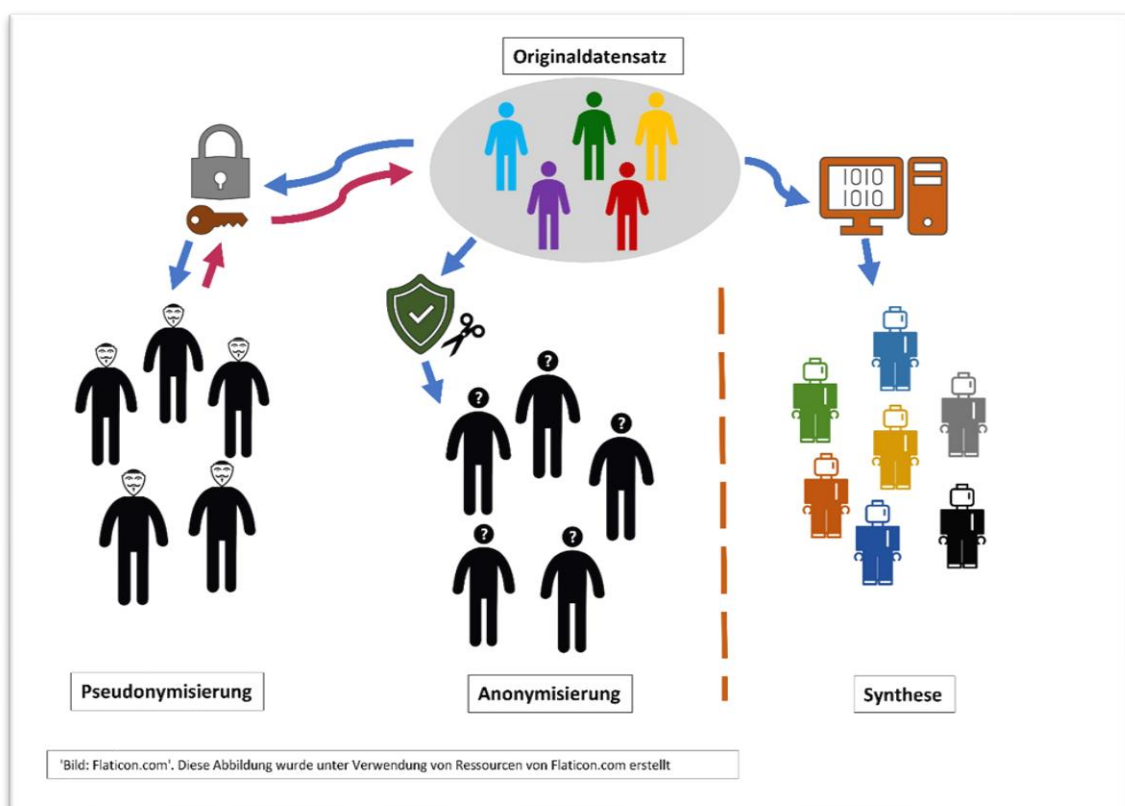 Originaldatensatz
1010
1010
?
?
?
?
?
Pseudonymisierung
Anonymisierung
Synthese
'Bild: Flaticon.com'. Diese Abbildung wurde unter Verwendung von Ressourcen von Flaticon.com erstellt